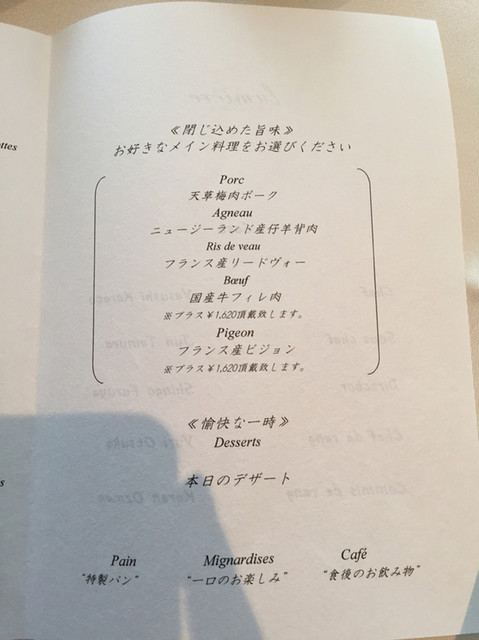 ≪閉じ込めた旨味≫
お好きなメイン料理をお選びください
Porc
天草梅肉ポーク
Agneau
ニュージーランド産仔羊背肉
Ris de veau
フランス産リードヴォー
Bœuf
国産牛フィレ肉
※プラス¥1,620頂戴致します。
Pigeon
フランス産ピジョン
※プラス¥1,620頂戴致します。
≪愉快な一時≫
Desserts
本日のデザート
Pain Mignardises Café
"特製パン" "一口のお楽しみ" "食後のお飲み物"